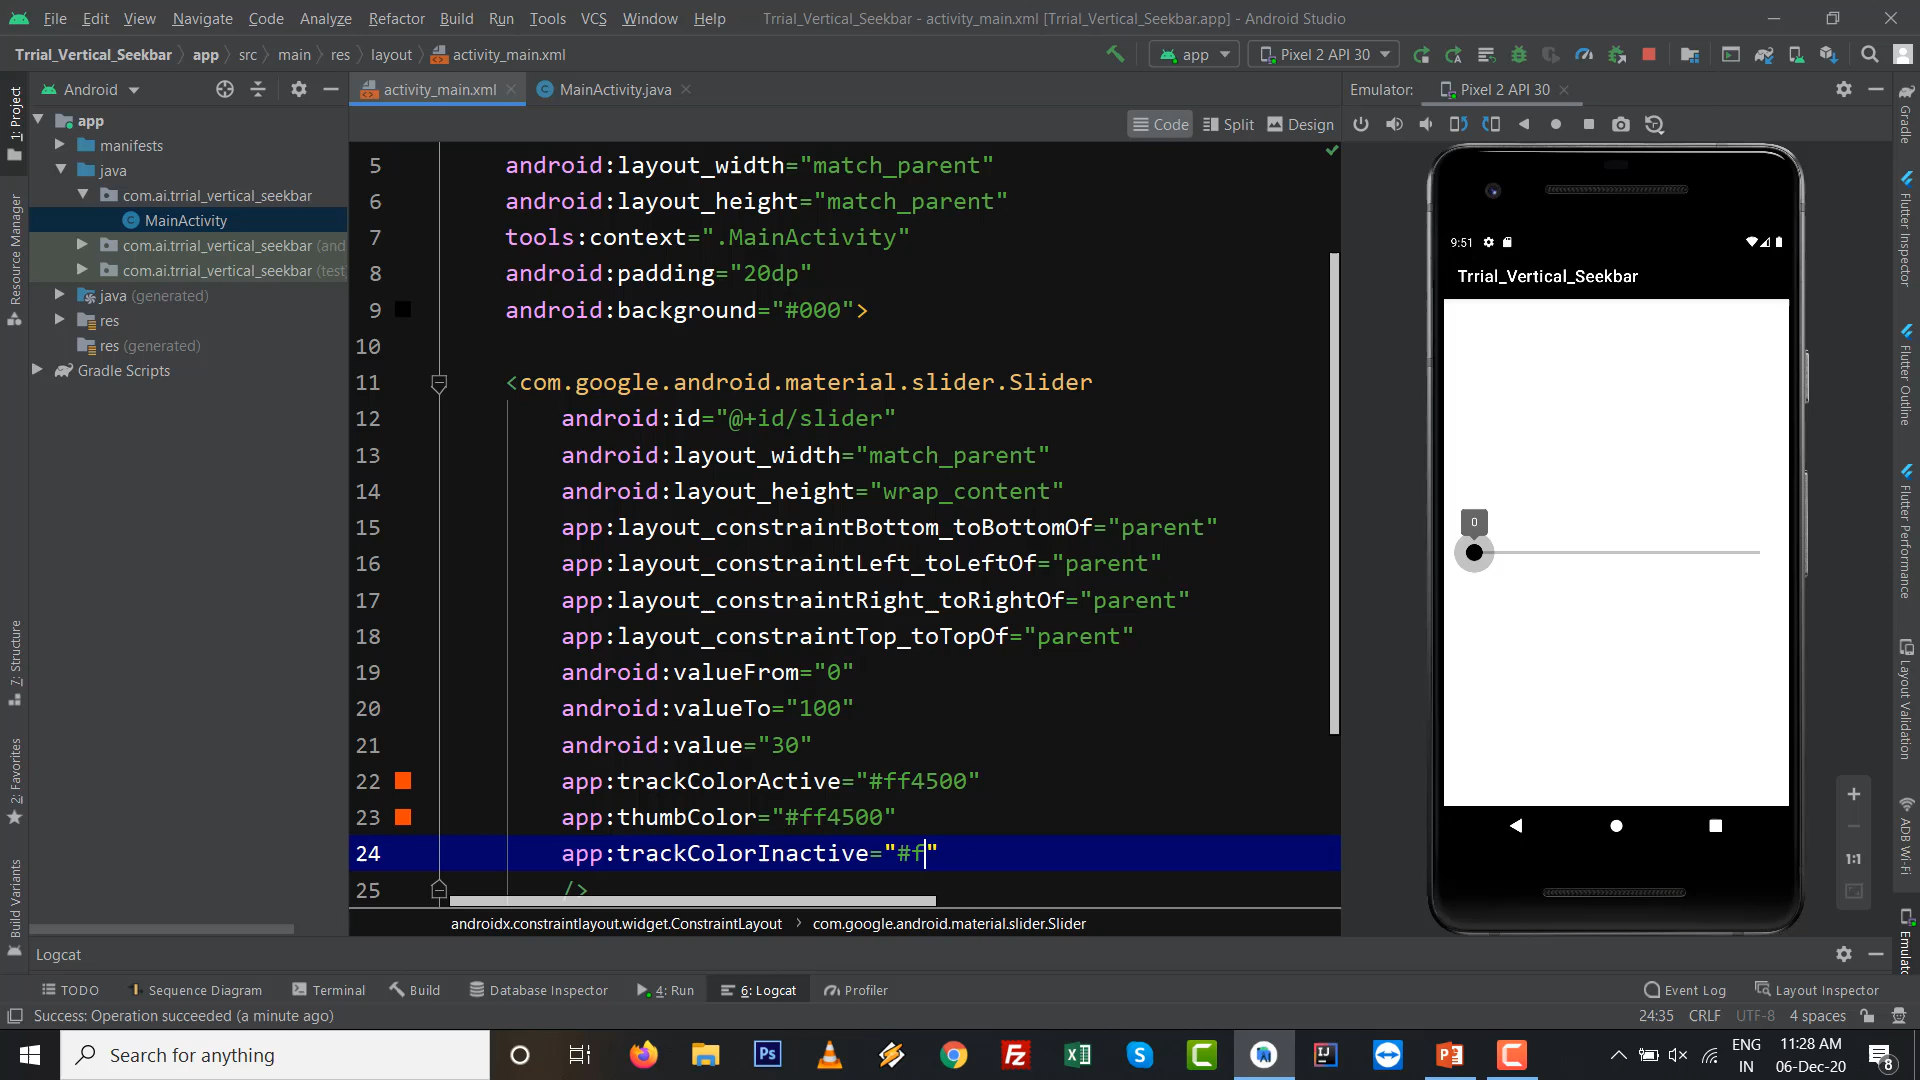 File Edit View Navigate Code Analyze Refactor Build Run Tools VCS Window Help Trrial_Vertical_Seekbar - activity_main.xml [Trrial_Vertical_Seekbar.app] - Android Studio
Trrial_Vertical_Seekbar app src main res layout activity_main.xml app Pixel 2 API 30
Android activity_main.xml MainActivity.java Emulator: Pixel 2 API 30
Code Split Design
1: Project
Resource Manager
7: Structure
2: Favorites
Build Variants
app
manifests
java
com.ai.trrial_vertical_seekbar
MainActivity
com.ai.trrial_vertical_seekbar (and
com.ai.trrial_vertical_seekbar (test
java (generated)
res
res (generated)
Gradle Scripts
5 android:layout_width="match_parent"
6 android:layout_height="match_parent"
7 tools:context=".MainActivity"
8 android:padding="20dp"
9 android:background="#000">
10
11 <com.google.android.material.slider.Slider
12 android:id="@+id/slider"
13 android:layout_width="match_parent"
14 android:layout_height="wrap_content"
15 app:layout_constraintBottom_toBottomOf="parent"
16 app:layout_constraintLeft_toLeftOf="parent"
17 app:layout_constraintRight_toRightOf="parent"
18 app:layout_constraintTop_toTopOf="parent"
19 android:valueFrom="0"
20 android:valueTo="100"
21 android:value="30"
22 app:trackColorActive="#ff4500"
23 app:thumbColor="#ff4500"
24 app:trackColorInactive="#f"
25 />
androidx.constraintlayout.widget.ConstraintLayout com.google.android.material.slider.Slider
9:51
Trrial_Vertical_Seekbar
0
1:1
Gradle
Flutter Inspector
Flutter Outline
Flutter Performance
Layout Validation
ADB Wi-Fi
Emulato
Logcat
TODO Sequence Diagram Terminal Build Database Inspector 4: Run 6: Logcat Profiler Event Log Layout Inspector
Success: Operation succeeded (a minute ago) 24:35 CRLF UTF-8 4 spaces
Search for anything
ENG
IN
11:28 AM
06-Dec-20
8